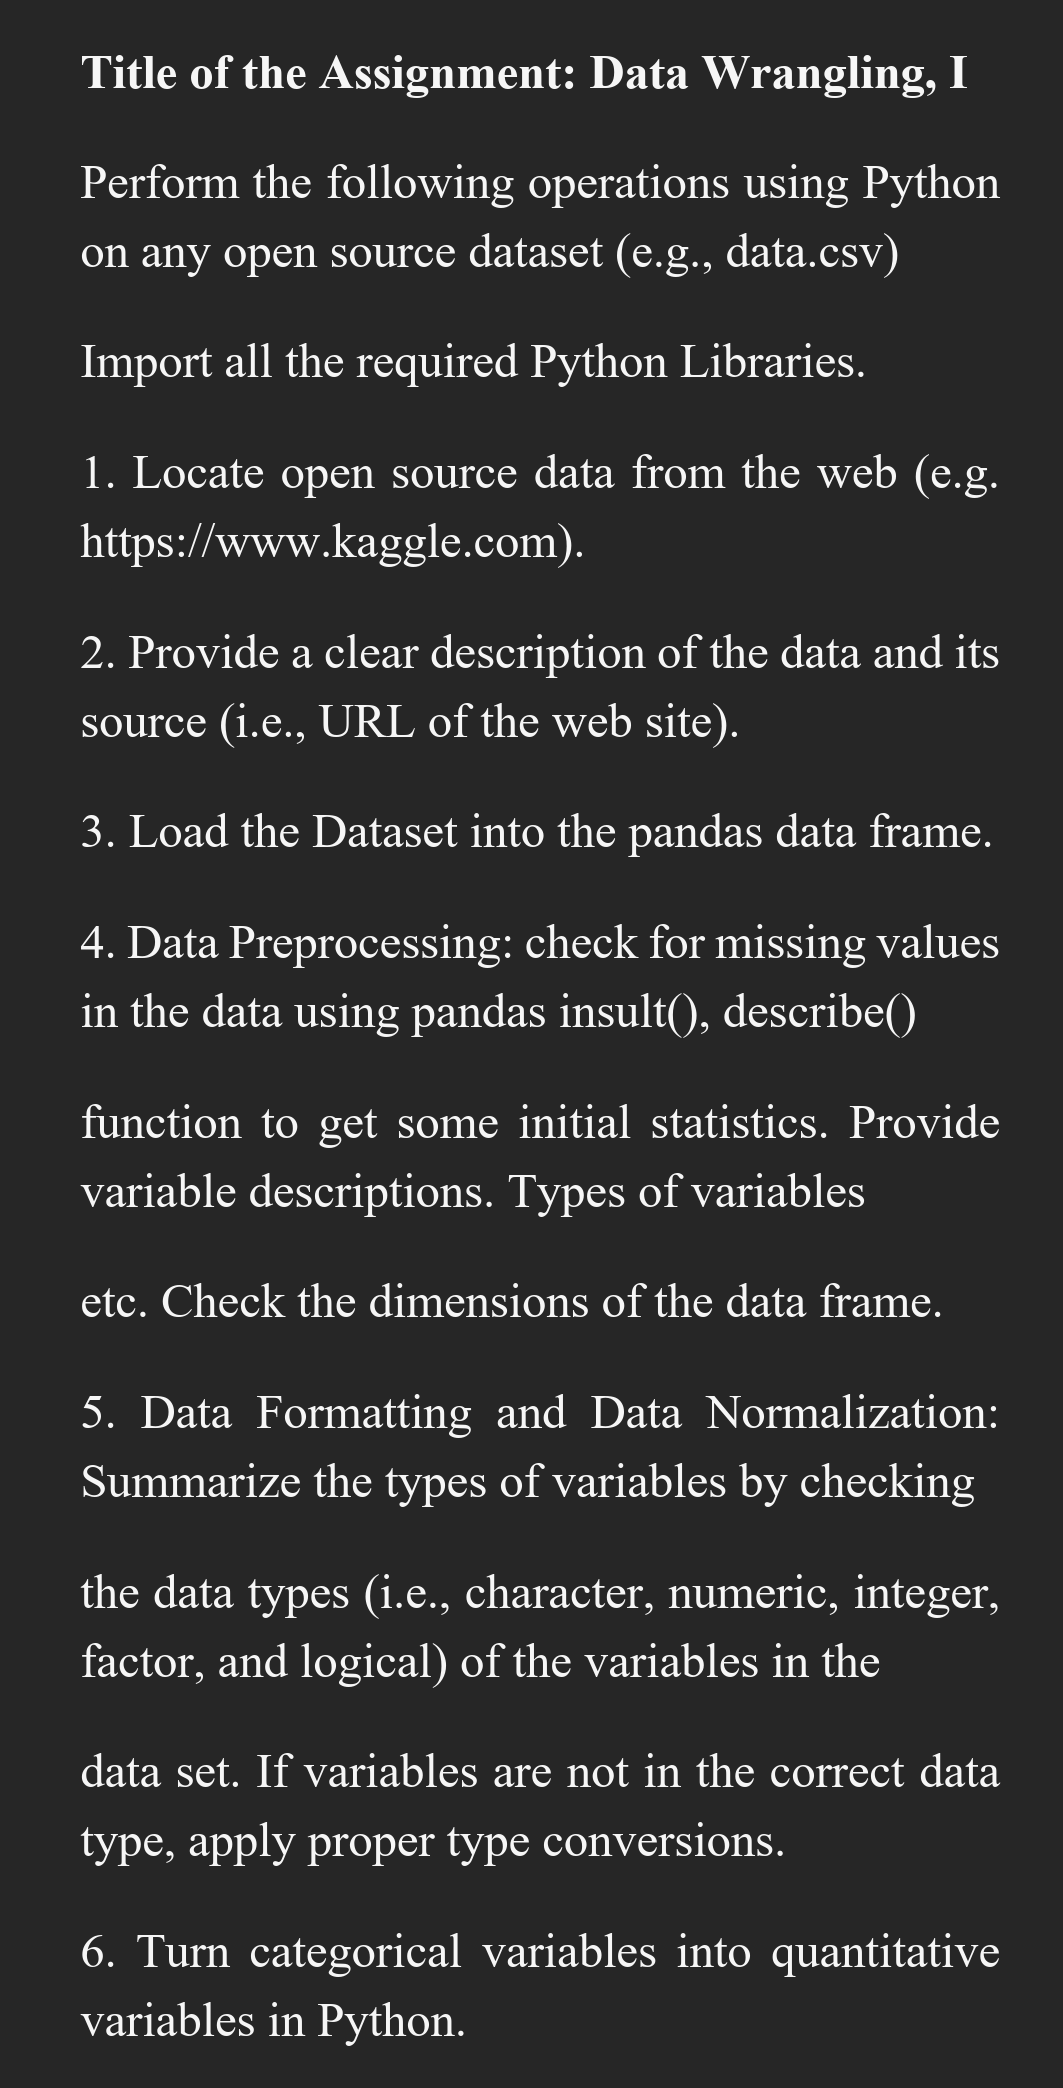 Title of the Assignment: Data Wrangling, I
Perform the following operations using Python
on any open source dataset (e.g., data.csv)
Import all the required Python Libraries.
1. Locate open source data from the web (e.g.
https://www.kaggle.com).
2. Provide a clear description of the data and its
source (i.e., URL of the web site).
3. Load the Dataset into the pandas data frame.
4. Data Preprocessing: check for missing values
in the data using pandas insult(), describe()
function to get some initial statistics. Provide
variable descriptions. Types of variables
etc. Check the dimensions of the data frame.
5. Data Formatting and Data Normalization:
Summarize the types of variables by checking
the data types (i.e., character, numeric, integer,
factor, and logical) of the variables in the
data set. If variables are not in the correct data
type, apply proper type conversions.
6. Turn categorical variables into quantitative
variables in Python.